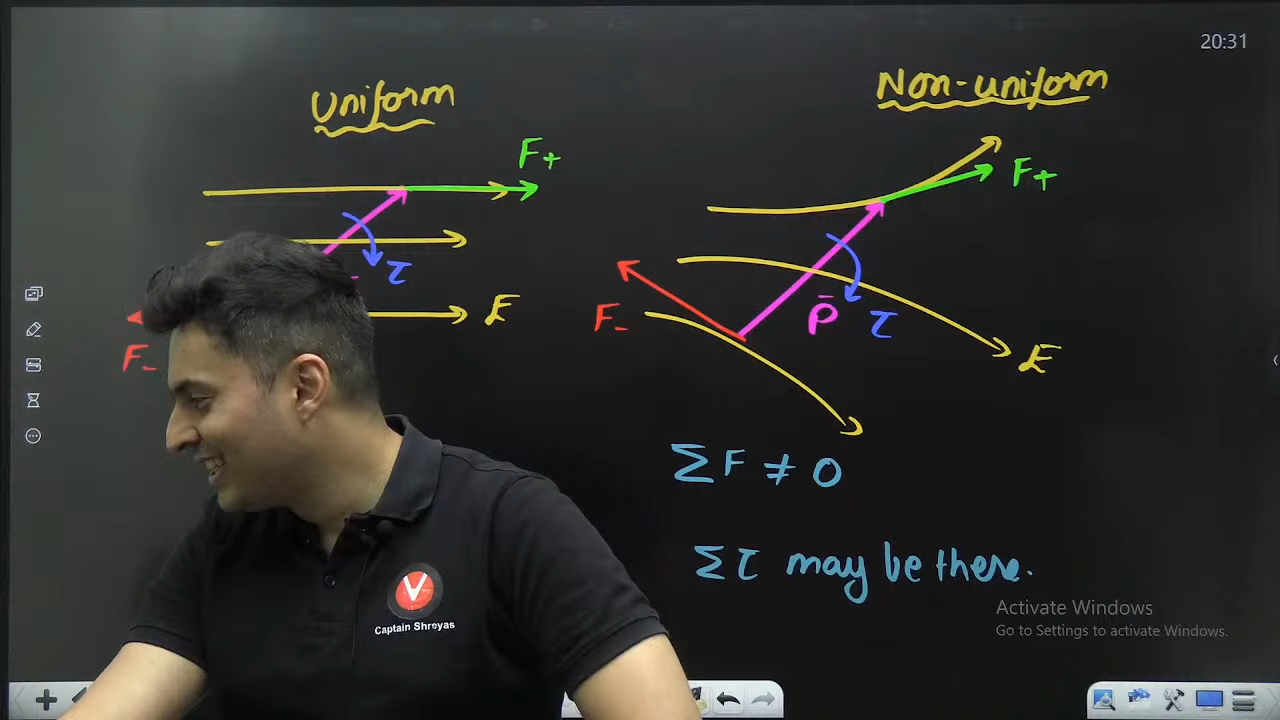 20:31
Uniform
Non-uniform
F+
F+
τ
E
F-
F-
p̄
τ
E
ΣF ≠ 0
Στ may be there.
V
Captain Shreyas
Activate Windows
Go to Settings to activate Windows.